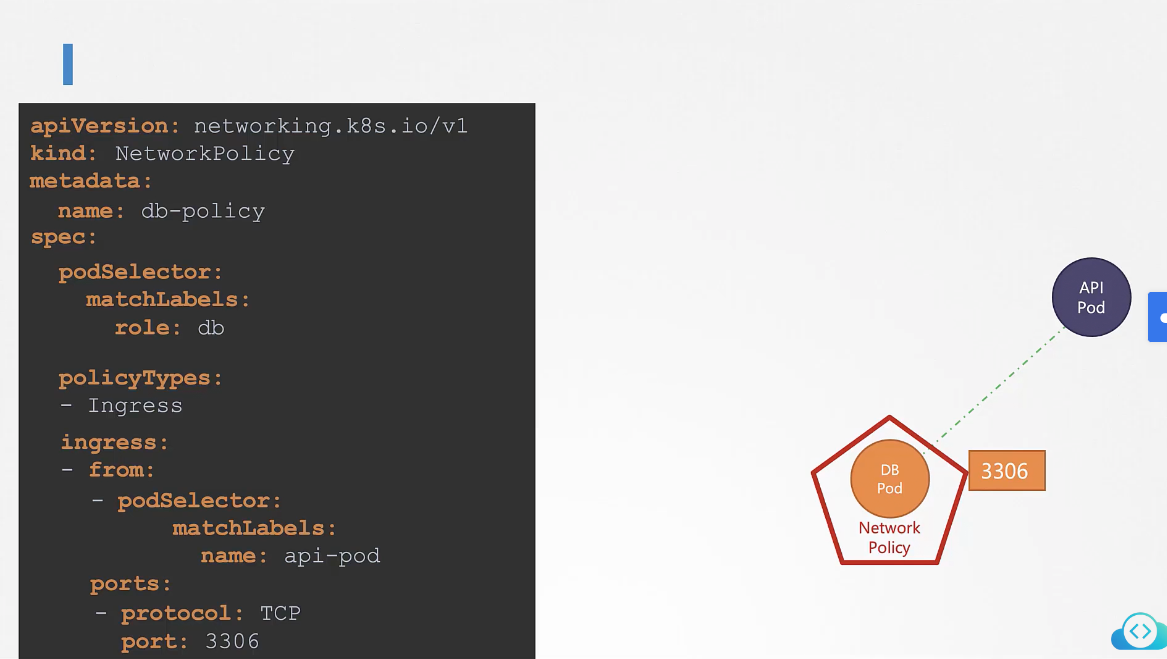 apiVersion: networking.k8s.io/v1
kind: NetworkPolicy
metadata:
  name: db-policy
spec:
  podSelector:
    matchLabels:
      role: db
  policyTypes:
  - Ingress
  ingress:
  - from:
    - podSelector:
        matchLabels:
          name: api-pod
    ports:
    - protocol: TCP
      port: 3306
API
Pod
DB
Pod
3306
Network
Policy